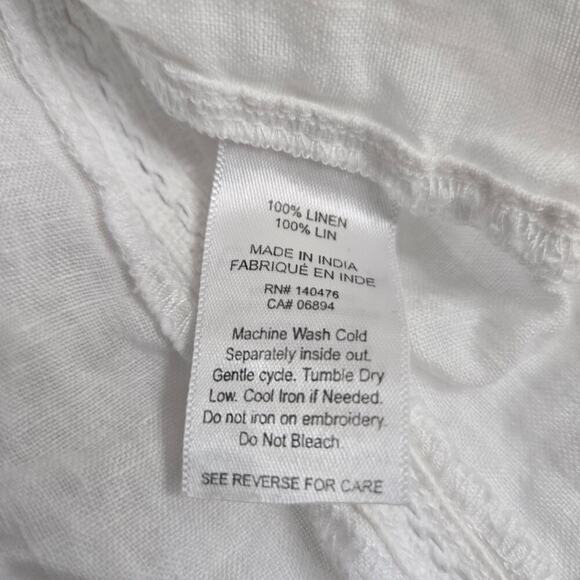 100% LINEN
100% LIN
MADE IN INDIA
FABRIQUÉ EN INDE
RN# 140476
CA# 06894
Machine Wash Cold
Separately inside out.
Gentle cycle. Tumble Dry
Low. Cool Iron if Needed.
Do not iron on embroidery.
Do Not Bleach.
SEE REVERSE FOR CARE